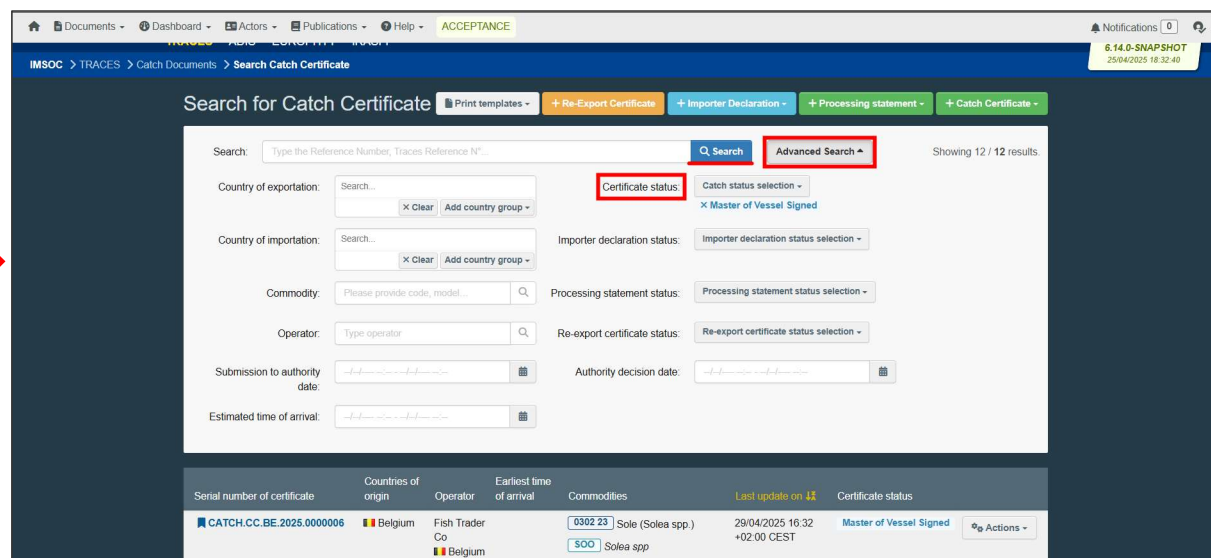 Documents Dashboard Actors Publications Help ACCEPTANCE Notifications 0
6.14.0-SNAPSHOT
25/04/2025 18:32:40
IMSOC > TRACES > Catch Documents > Search Catch Certificate
Search for Catch Certificate Print templates + Re-Export Certificate + Importer Declaration + Processing statement + Catch Certificate
Search: Type the Reference Number, Traces Reference N°... Search Advanced Search Showing 12 / 12 results.
Country of exportation: Search... Certificate status: Catch status selection
× Clear Add country group × Master of Vessel Signed
Country of importation: Search... Importer declaration status: Importer declaration status selection
× Clear Add country group
Commodity: Please provide code, model... Processing statement status: Processing statement status selection
Operator: Type operator Re-export certificate status: Re-export certificate status selection
Submission to authority date: --/--/---- --:-- - --/--/---- --:-- Authority decision date: --/--/---- --:-- - --/--/---- --:--
Estimated time of arrival: --/--/---- --:-- - --/--/---- --:--
Serial number of certificate Countries of origin Operator Earliest time of arrival Commodities Last update on Certificate status
CATCH.CC.BE.2025.0000006 Belgium Fish Trader Co 0302 23 Sole (Solea spp.) 29/04/2025 16:32 +02:00 CEST Master of Vessel Signed Actions
Belgium SOO Solea spp